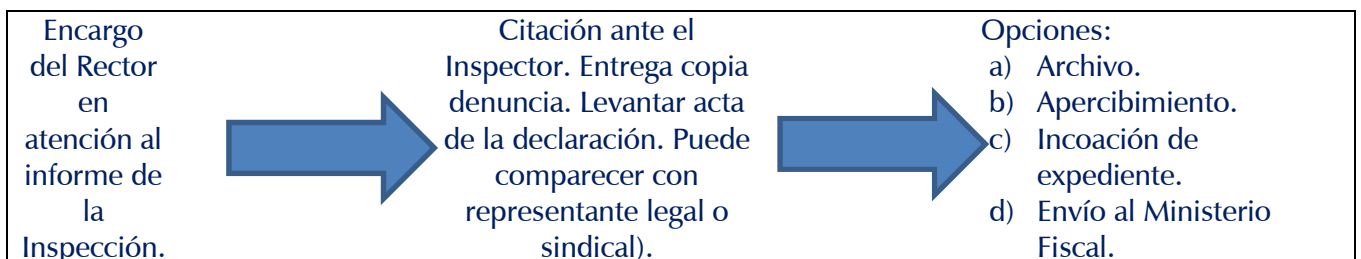 Encargo
del Rector
en
atención al
informe de
la
Inspección.
Citación ante el
Inspector. Entrega copia
denuncia. Levantar acta
de la declaración. Puede
comparecer con
representante legal o
sindical).
Opciones:
a) Archivo.
b) Apercibimiento.
c) Incoación de
expediente.
d) Envío al Ministerio
Fiscal.